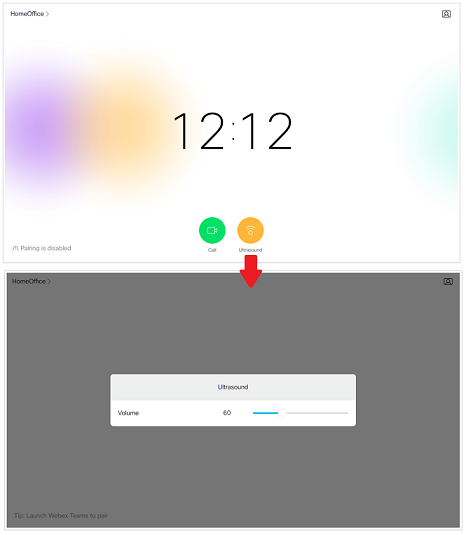 HomeOffice
12:12
Call
Ultrasound
/!\ Pairing is disabled
HomeOffice
Ultrasound
Volume 60
Tip: Launch Webex Teams to pair